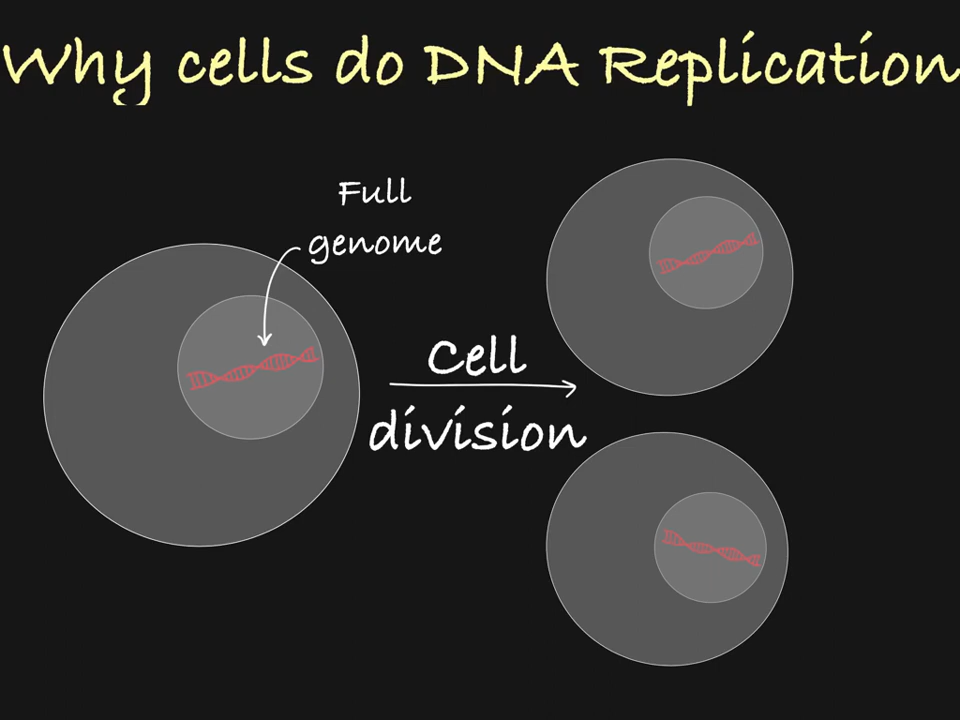 Why cells do DNA Replication
Full
genome
Cell
division